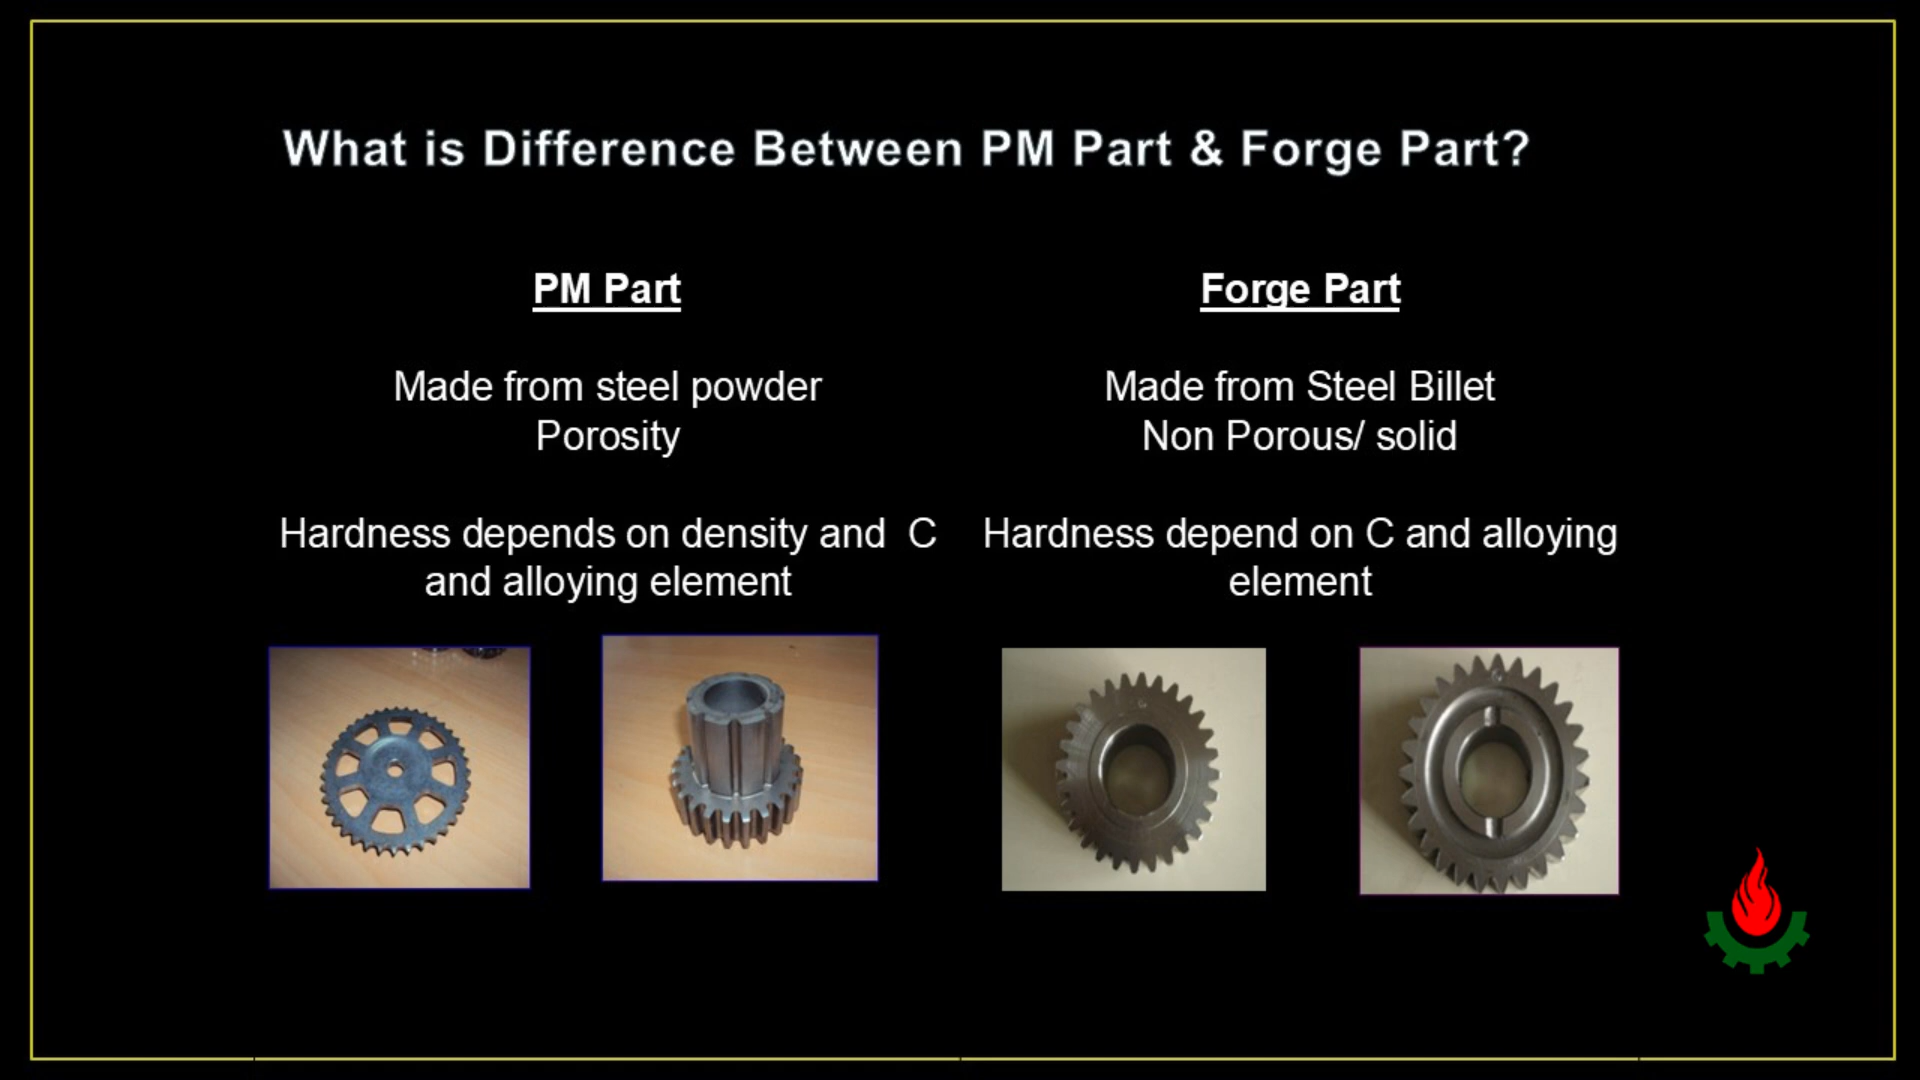 What is Difference Between PM Part & Forge Part?
PM Part
Made from steel powder
Porosity
Hardness depends on density and C
and alloying element
Forge Part
Made from Steel Billet
Non Porous/ solid
Hardness depend on C and alloying
element